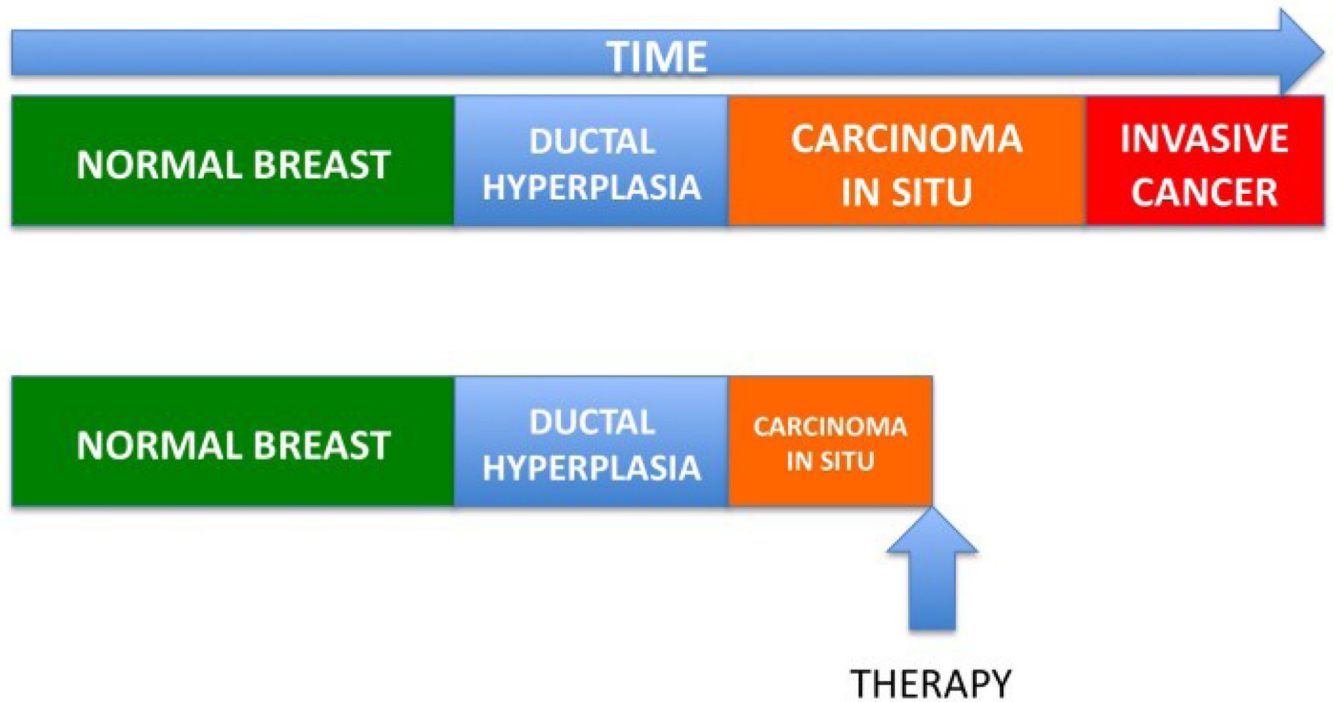 TIME
NORMAL BREAST
DUCTAL
HYPERPLASIA
CARCINOMA
IN SITU
INVASIVE
CANCER
NORMAL BREAST
DUCTAL
HYPERPLASIA
CARCINOMA
IN SITU
THERAPY